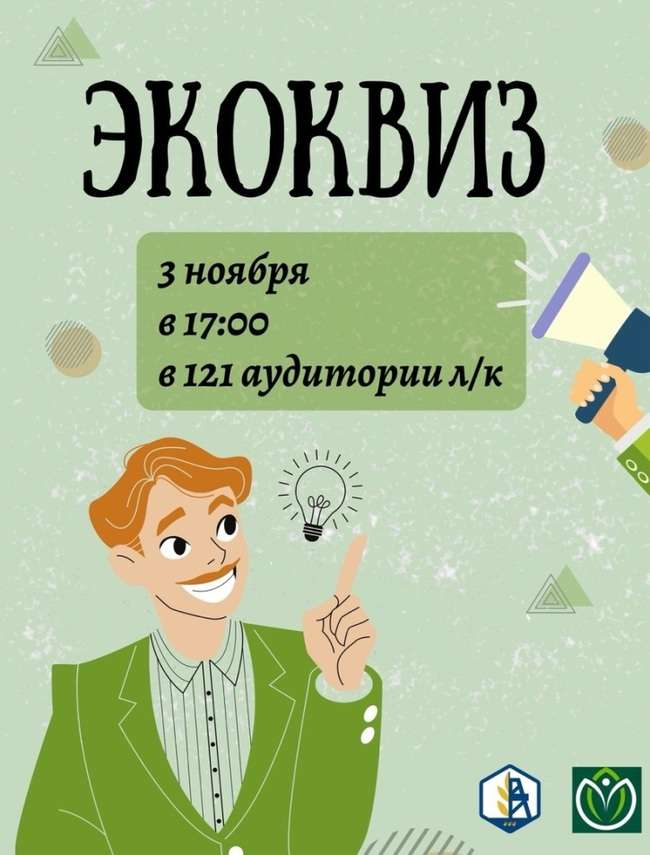 ЭКОКВИЗ
3 ноября
в 17:00
в 121 аудитории л/к